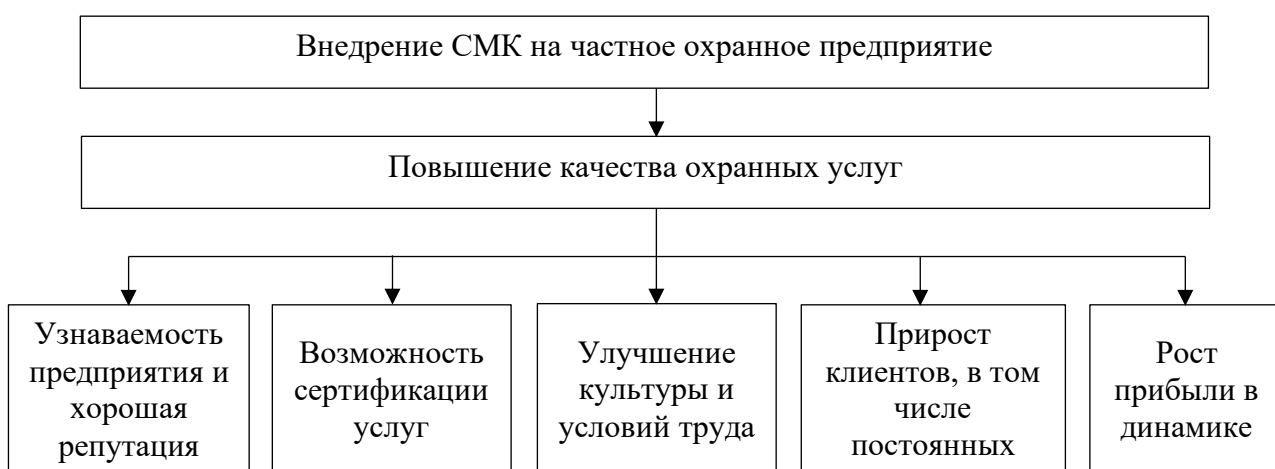 Внедрение СМК на частное охранное предприятие
Повышение качества охранных услуг
Узнаваемость
предприятия и
хорошая
репутация
Возможность
сертификации
услуг
Улучшение
культуры и
условий труда
Прирост
клиентов, в том
числе
постоянных
Рост
прибыли в
динамике